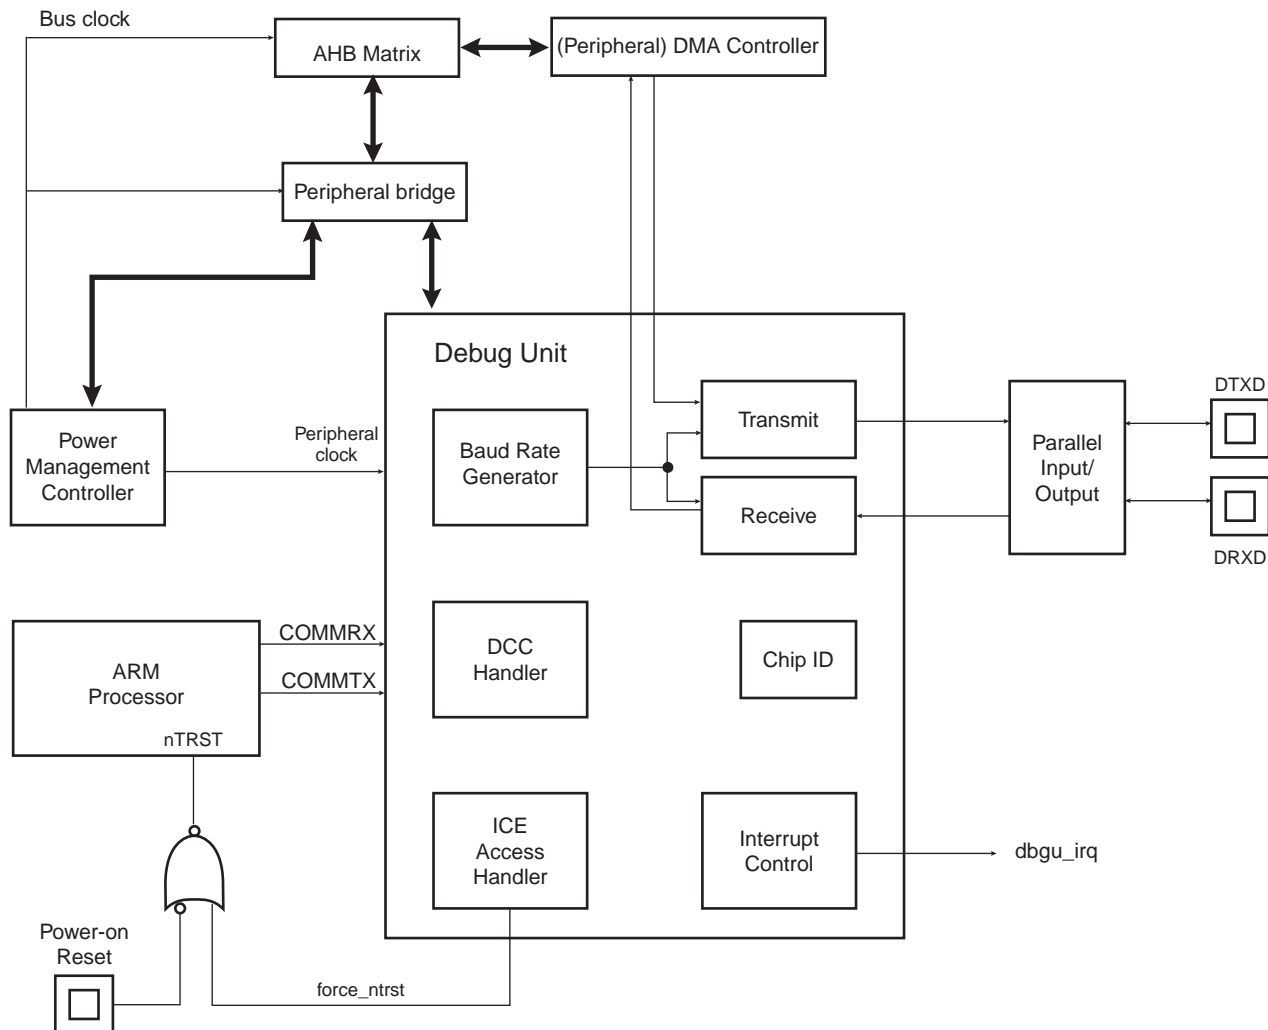 Bus clock
AHB Matrix
(Peripheral) DMA Controller
Peripheral bridge
Debug Unit
Power
Management
Controller
Peripheral
clock
Baud Rate
Generator
Transmit
Receive
Parallel
Input/
Output
DTXD
DRXD
ARM
Processor
nTRST
COMMRX
COMMTX
DCC
Handler
Chip ID
ICE
Access
Handler
Interrupt
Control
dbgu_irq
Power-on
Reset
force_ntrst